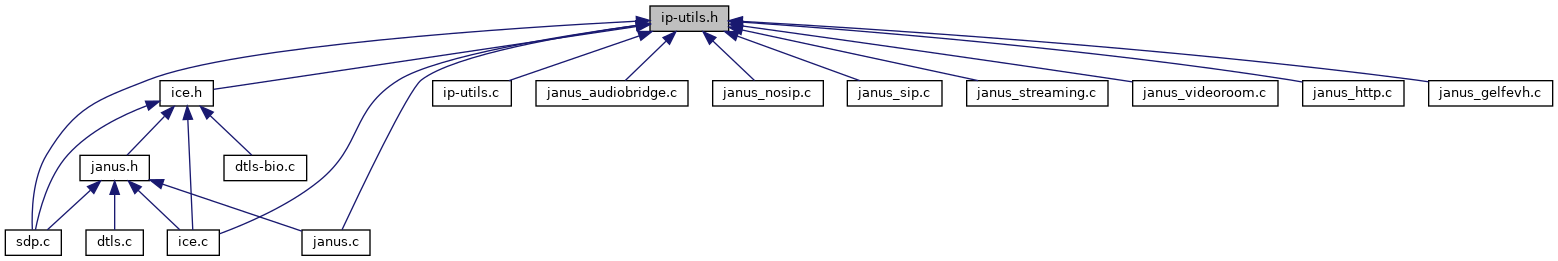 ip-utils.h
ice.h
ip-utils.c
janus_audiobridge.c
janus_nosip.c
janus_sip.c
janus_streaming.c
janus_videoroom.c
janus_http.c
janus_gelfevh.c
janus.h
dtls-bio.c
sdp.c
dtls.c
ice.c
janus.c